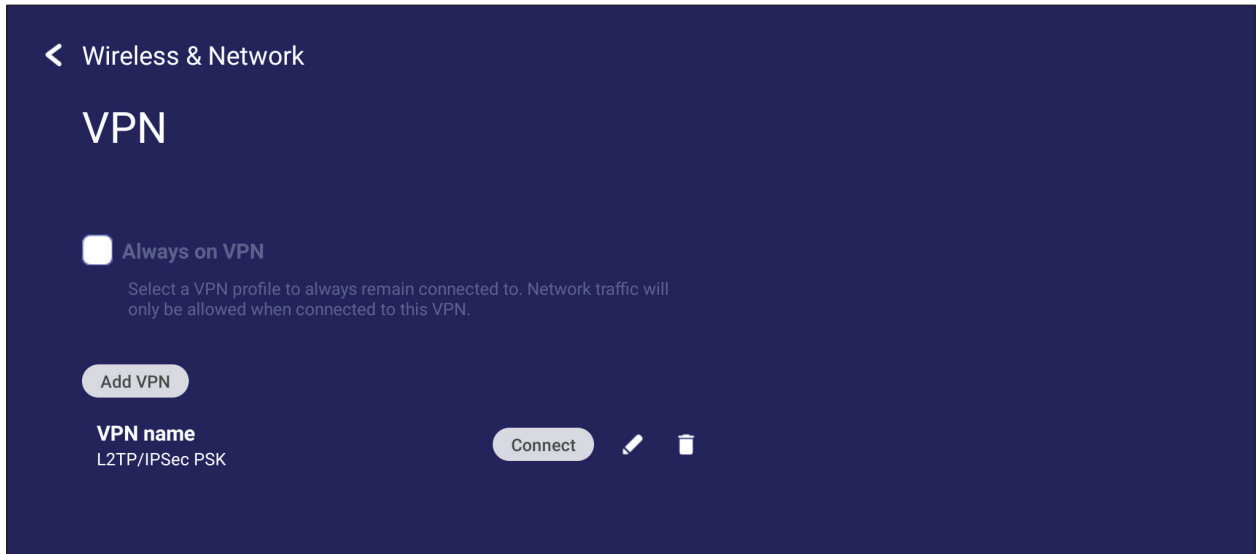 Wireless & Network
VPN
Always on VPN
Select a VPN profile to always remain connected to. Network traffic will
only be allowed when connected to this VPN.
Add VPN
VPN name
L2TP/IPSec PSK
Connect